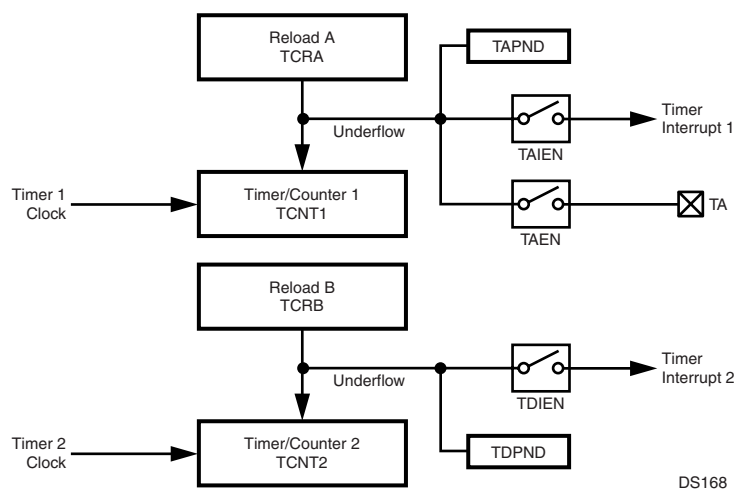 Reload A
TCRA
TAPND
Underflow
TAIEN
Timer
Interrupt 1
Timer 1
Clock
Timer/Counter 1
TCNT1
TAEN
TA
Reload B
TCRB
Underflow
TDIEN
Timer
Interrupt 2
Timer 2
Clock
Timer/Counter 2
TCNT2
TDPND
DS168